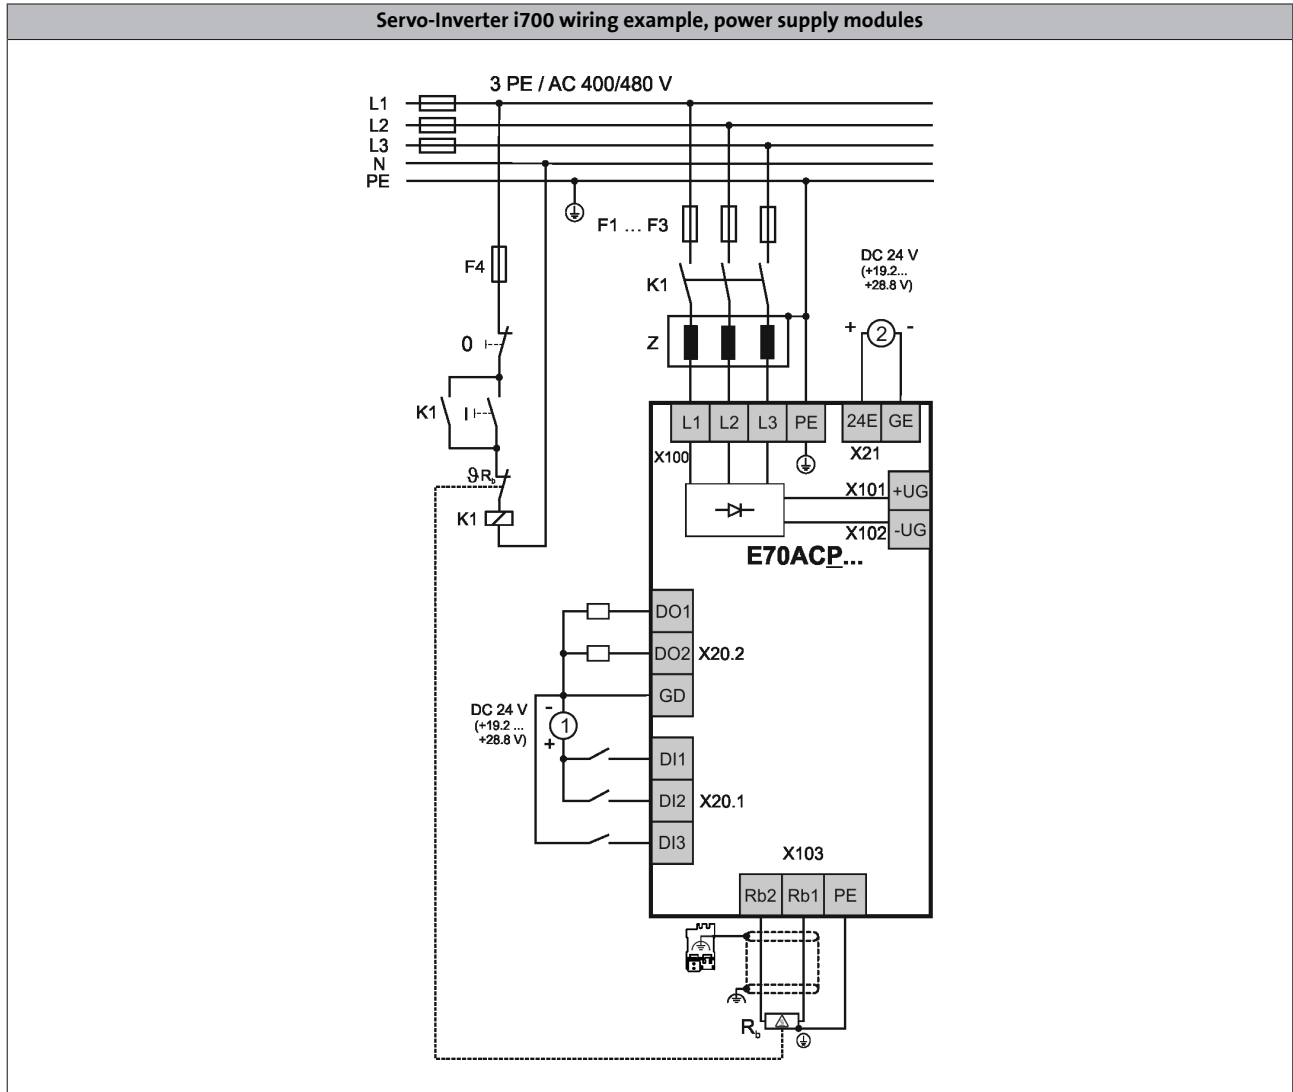 Servo-Inverter i700 wiring example, power supply modules
3 PE / AC 400/480 V
L1
L2
L3
N
PE
F1 ... F3
F4
DC 24 V
(+19.2...
+28.8 V)
K1
+ 2 -
0
Z
K1
I
L1 L2 L3 PE 24E GE
X100
X21
ϑRb
X101 +UG
K1
X102 -UG
E70ACP...
DO1
DO2 X20.2
GD
DC 24 V
(+19.2 ...
+28.8 V)
-
1
+
DI1
DI2 X20.1
DI3
X103
Rb2 Rb1 PE
Rb